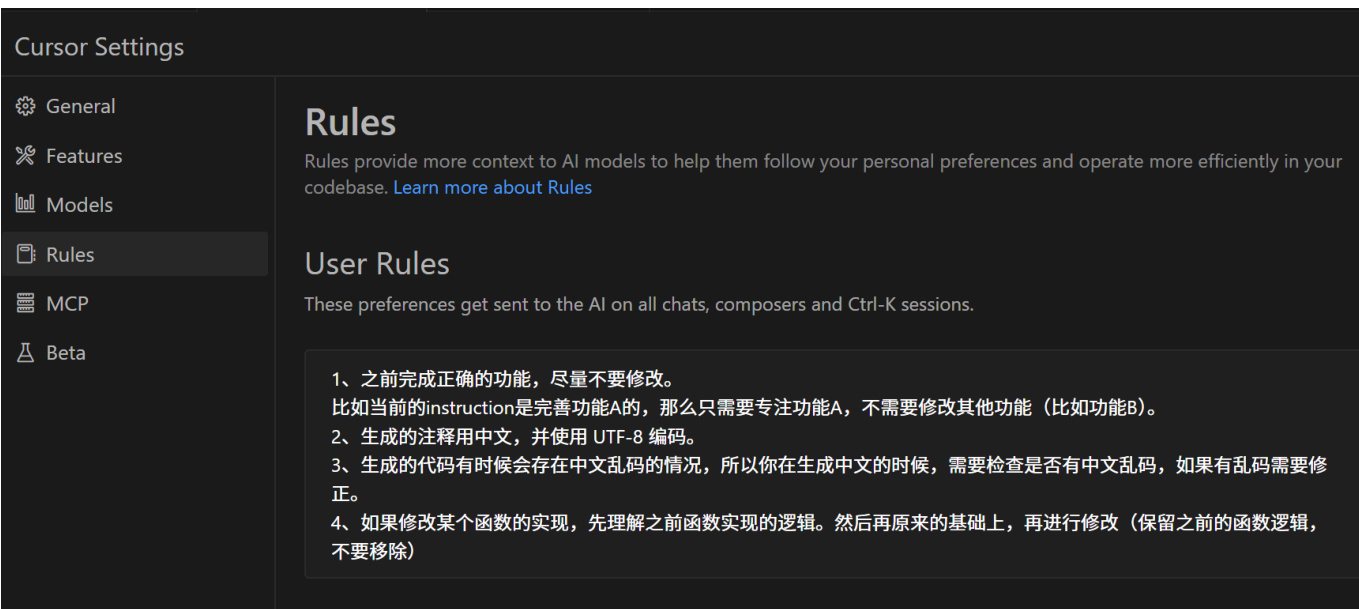 Cursor Settings
General
Features
Models
Rules
MCP
Beta
Rules
Rules provide more context to AI models to help them follow your personal preferences and operate more efficiently in your
codebase. Learn more about Rules
User Rules
These preferences get sent to the AI on all chats, composers and Ctrl-K sessions.
1、之前完成正确的功能，尽量不要修改。
比如当前的instruction是完善功能A的，那么只需要专注功能A，不需要修改其他功能（比如功能B）。
2、生成的注释用中文，并使用 UTF-8 编码。
3、生成的代码有时候会存在中文乱码的情况，所以你在生成中文的时候，需要检查是否有中文乱码，如果有乱码需要修
正。
4、如果修改某个函数的实现，先理解之前函数实现的逻辑。然后再原来的基础上，再进行修改（保留之前的函数逻辑，
不要移除）